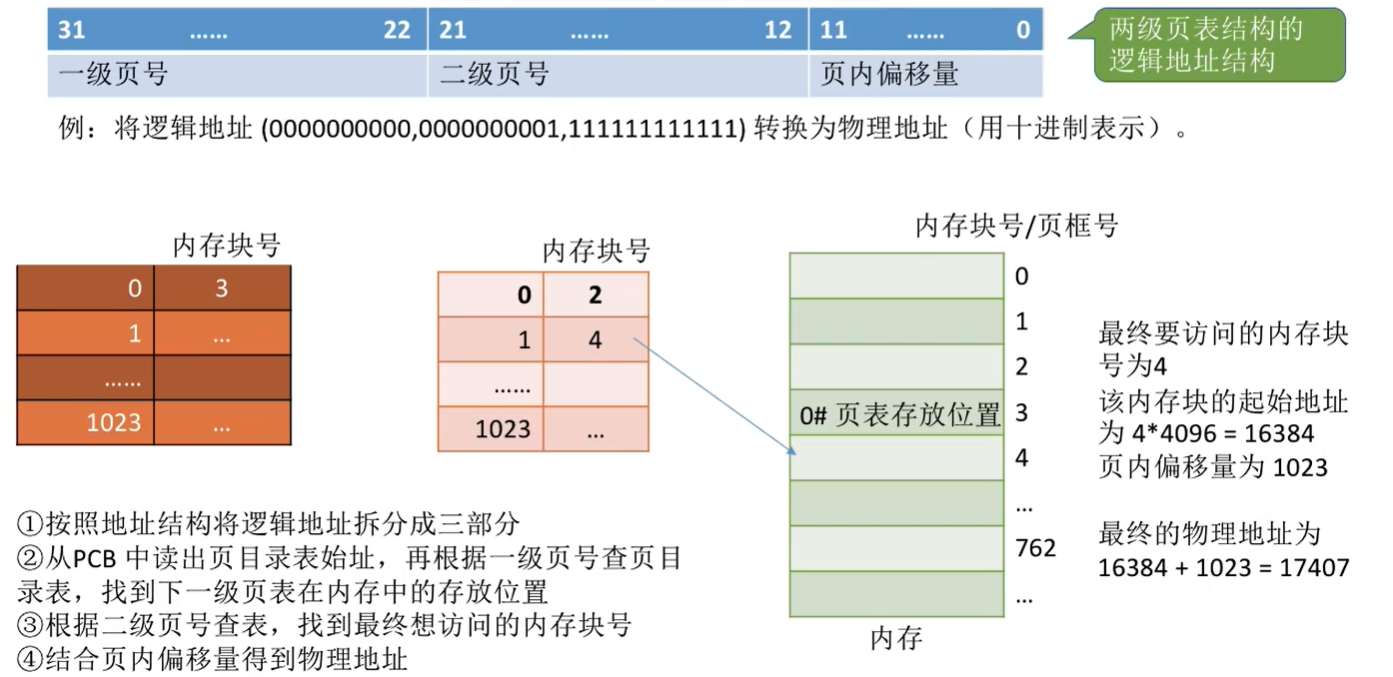 31 …… 22 21 …… 12 11 …… 0
一级页号 二级页号 页内偏移量
两级页表结构的
逻辑地址结构
例：将逻辑地址 (0000000000,0000000001,111111111111) 转换为物理地址（用十进制表示）。
内存块号
0 3
1 …
……
1023 …
内存块号
0 2
1 4
……
1023 …
内存块号/页框号
0
1
2
0# 页表存放位置 3
4
…
762
…
内存
最终要访问的内存块
号为4
该内存块的起始地址
为 4*4096 = 16384
页内偏移量为 1023
最终的物理地址为
16384 + 1023 = 17407
①按照地址结构将逻辑地址拆分成三部分
②从PCB 中读出页目录表始址，再根据一级页号查页目
录表，找到下一级页表在内存中的存放位置
③根据二级页号查表，找到最终想访问的内存块号
④结合页内偏移量得到物理地址